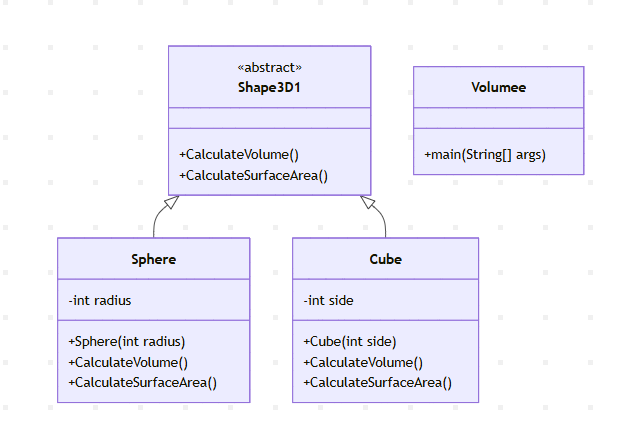 «abstract»
Shape3D1
+CalculateVolume()
+CalculateSurfaceArea()
Volumee
+main(String[] args)
Sphere
-int radius
+Sphere(int radius)
+CalculateVolume()
+CalculateSurfaceArea()
Cube
-int side
+Cube(int side)
+CalculateVolume()
+CalculateSurfaceArea()